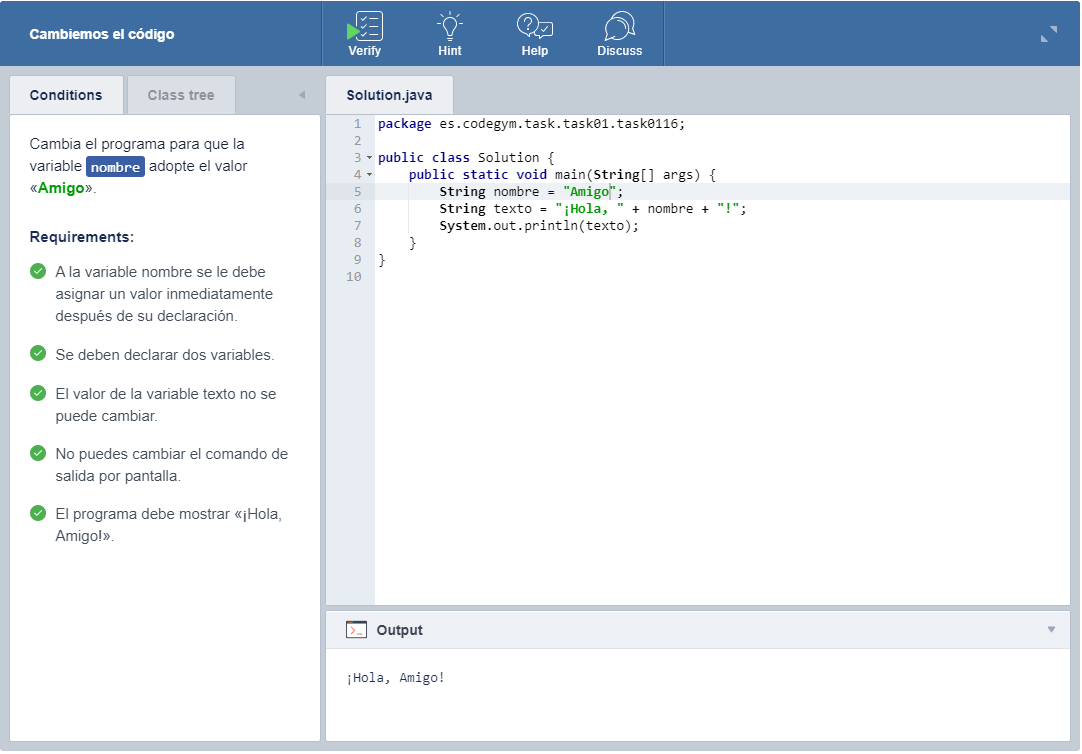 Cambiemos el código
Verify
Hint
Help
Discuss
Conditions
Class tree
Cambia el programa para que la
variable nombre adopte el valor
«Amigo».
Requirements:
A la variable nombre se le debe
asignar un valor inmediatamente
después de su declaración.
Se deben declarar dos variables.
El valor de la variable texto no se
puede cambiar.
No puedes cambiar el comando de
salida por pantalla.
El programa debe mostrar «¡Hola,
Amigo!».
Solution.java
1 package es.codegym.task.task01.task0116;
2
3 public class Solution {
4     public static void main(String[] args) {
5         String nombre = "Amigo";
6         String texto = "¡Hola, " + nombre + "!";
7         System.out.println(texto);
8     }
9 }
10
Output
¡Hola, Amigo!